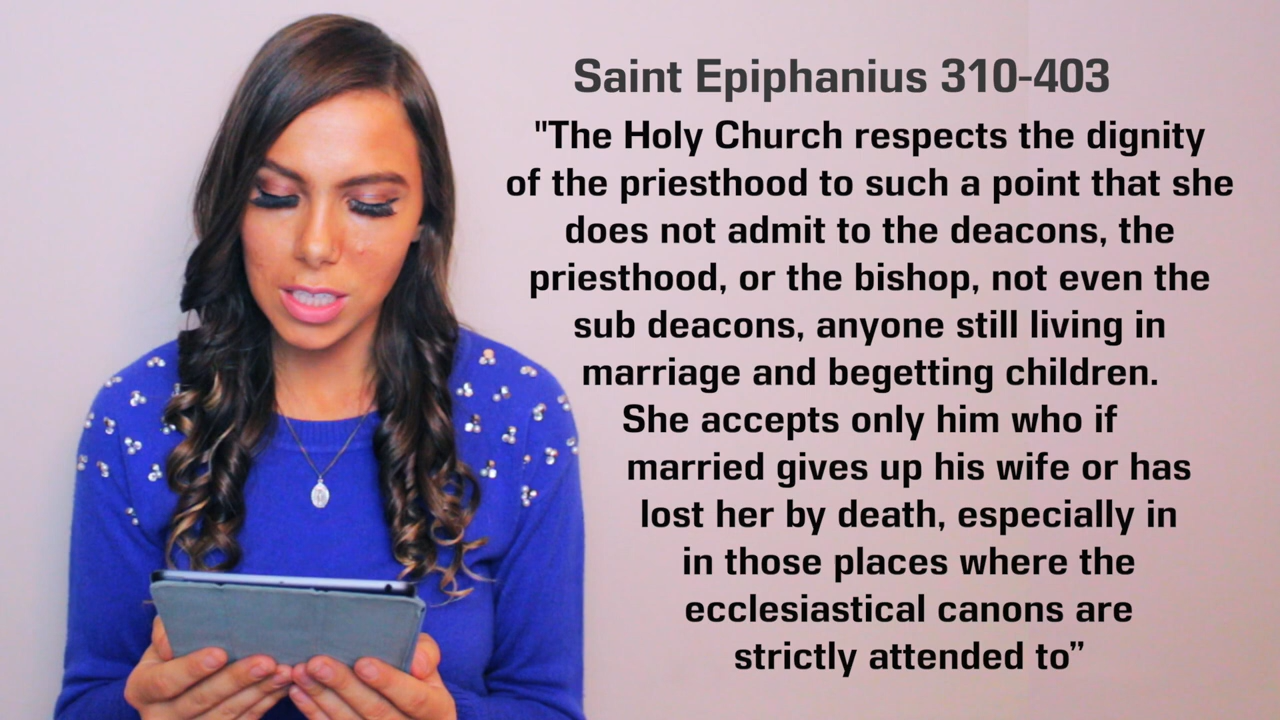 Saint Epiphanius 310-403
"The Holy Church respects the dignity
of the priesthood to such a point that she
does not admit to the deacons, the
priesthood, or the bishop, not even the
sub deacons, anyone still living in
marriage and begetting children.
She accepts only him who if
married gives up his wife or has
lost her by death, especially in
in those places where the
ecclesiastical canons are
strictly attended to”